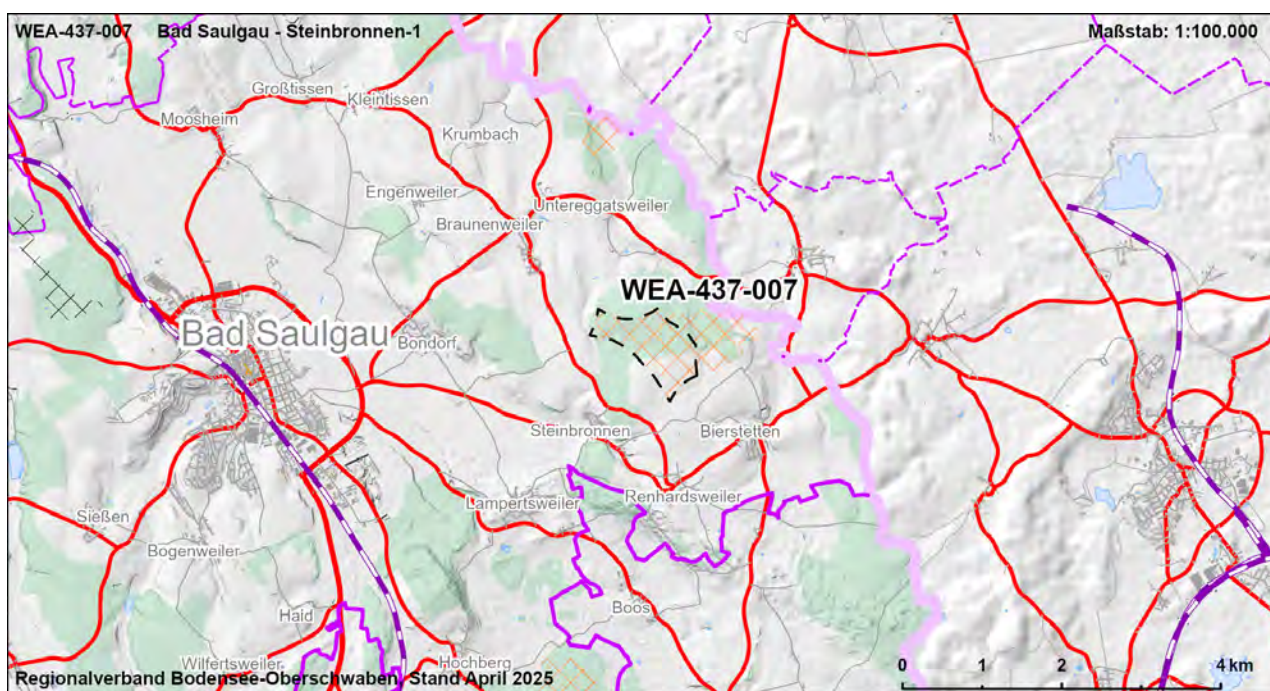 WEA-437-007 Bad Saulgau - Steinbronnen-1
Maßstab: 1:100.000
Großtissen
Kleintissen
Moosheim
Krumbach
Engenweiler
Untereggatsweiler
Braunenweiler
WEA-437-007
Bad Saulgau
Bondorf
Steinbronnen
Bierstetten
Renhardsweiler
Lampertsweiler
Sießen
Bogenweiler
Boos
Haid
Wilfertsweiler
Hochberg
0 1 2 4 km
Regionalverband Bodensee-Oberschwaben, Stand April 2025